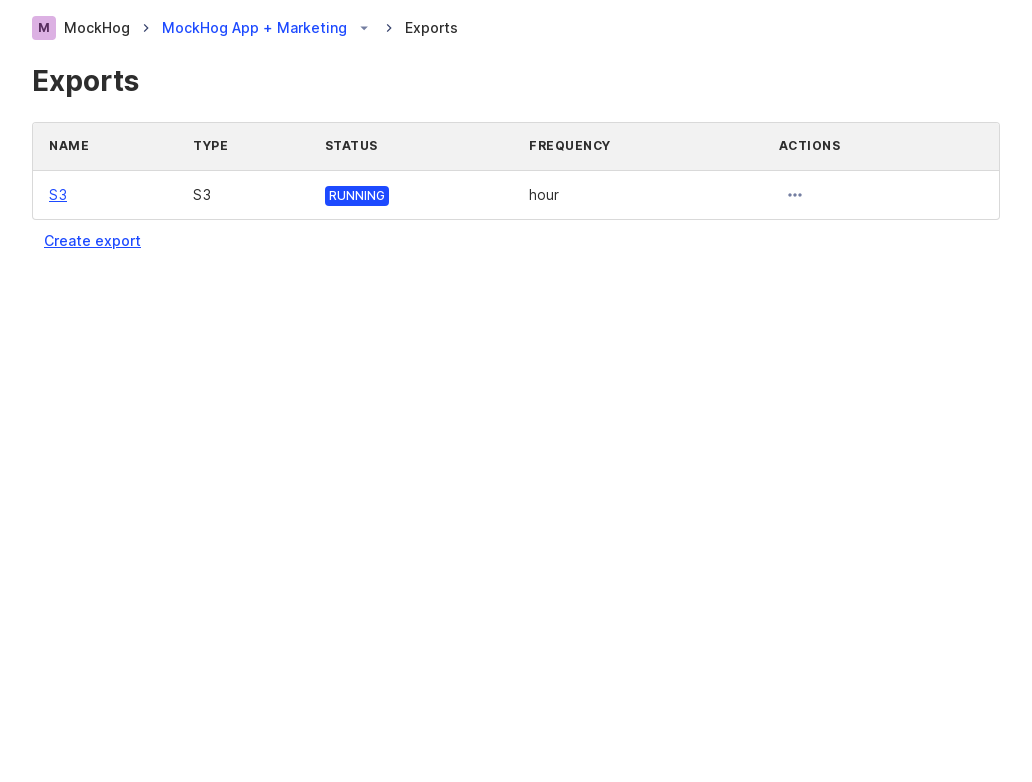 M MockHog MockHog App + Marketing Exports
Exports
NAME TYPE STATUS FREQUENCY ACTIONS
S3 S3 RUNNING hour
Create export